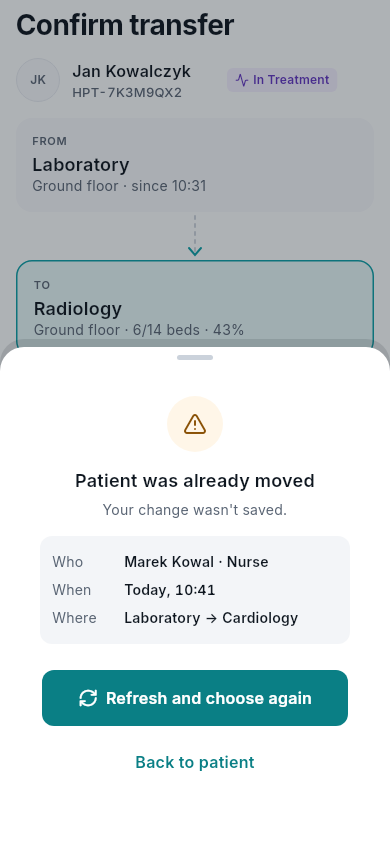 Confirm transfer
JK
Jan Kowalczyk
In Treatment
HPT-7K3M9QX2
FROM
Laboratory
Ground floor · since 10:31
TO
Radiology
Ground floor · 6/14 beds · 43%
Patient was already moved
Your change wasn't saved.
Who Marek Kowal · Nurse
When Today, 10:41
Where Laboratory → Cardiology
Refresh and choose again
Back to patient